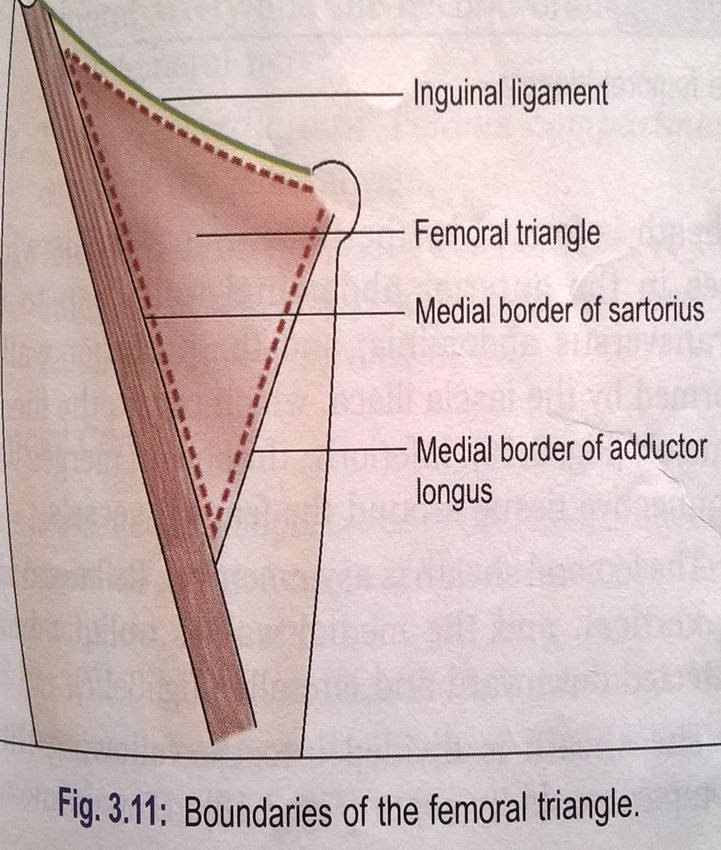 Inguinal ligament
Femoral triangle
Medial border of sartorius
Medial border of adductor
longus
Fig. 3.11: Boundaries of the femoral triangle.